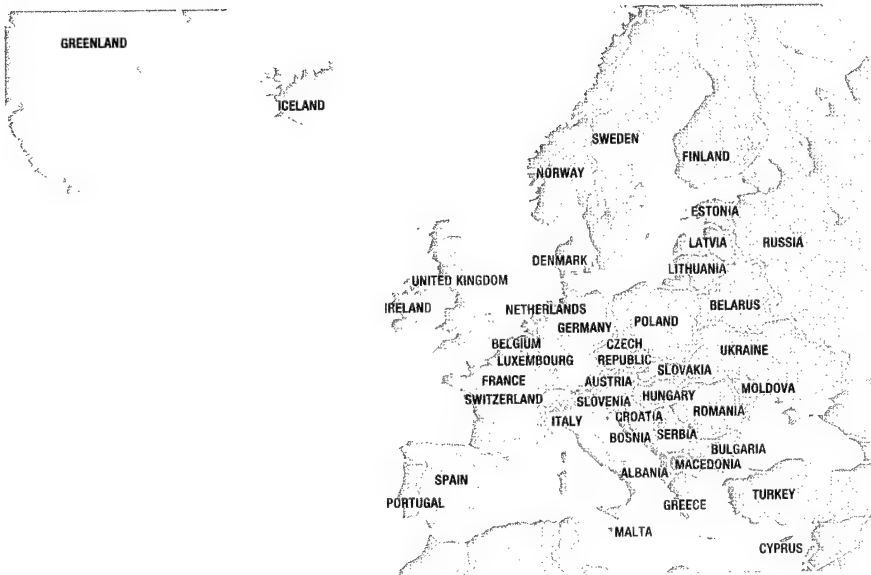 GREENLAND
ICELAND
SWEDEN
FINLAND
NORWAY
ESTONIA
LATVIA
RUSSIA
DENMARK
LITHUANIA
UNITED KINGDOM
IRELAND
NETHERLANDS
BELARUS
GERMANY
POLAND
BELGIUM
CZECH
REPUBLIC
UKRAINE
LUXEMBOURG
SLOVAKIA
FRANCE
AUSTRIA
MOLDOVA
SWITZERLAND
SLOVENIA
HUNGARY
ROMANIA
ITALY
CROATIA
BOSNIA
SERBIA
BULGARIA
MACEDONIA
ALBANIA
SPAIN
PORTUGAL
GREECE
TURKEY
MALTA
CYPRUS